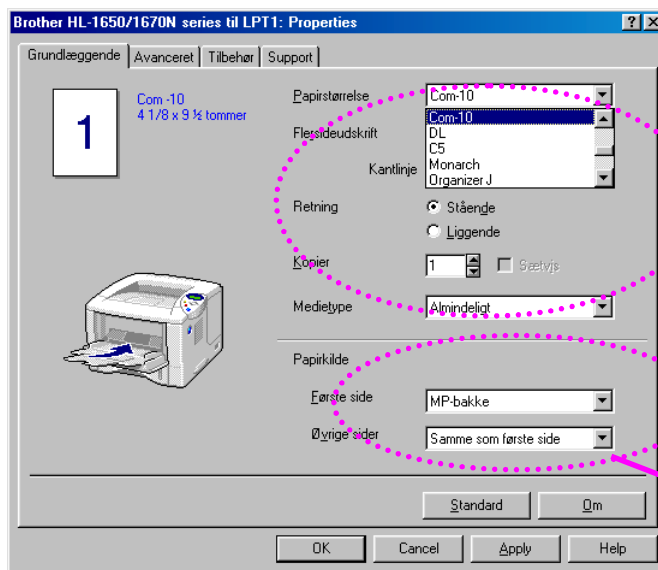 Brother HL-1650/1670N series til LPT1: Properties
Grundlæggende Avanceret Tilbehør Support
1
Com -10
4 1/8 x 9 ½ tommer
Papirstørrelse Com-10
Com-10
Flersideudskrift DL
C5
Kantlinje Monarch
Organizer J
Retning Stående
Liggende
Kopier 1 Sætvis
Medietype Almindeligt
Papirkilde
Første side MP-bakke
Øvrige sider Samme som første side
Standard Om
OK Cancel Apply Help